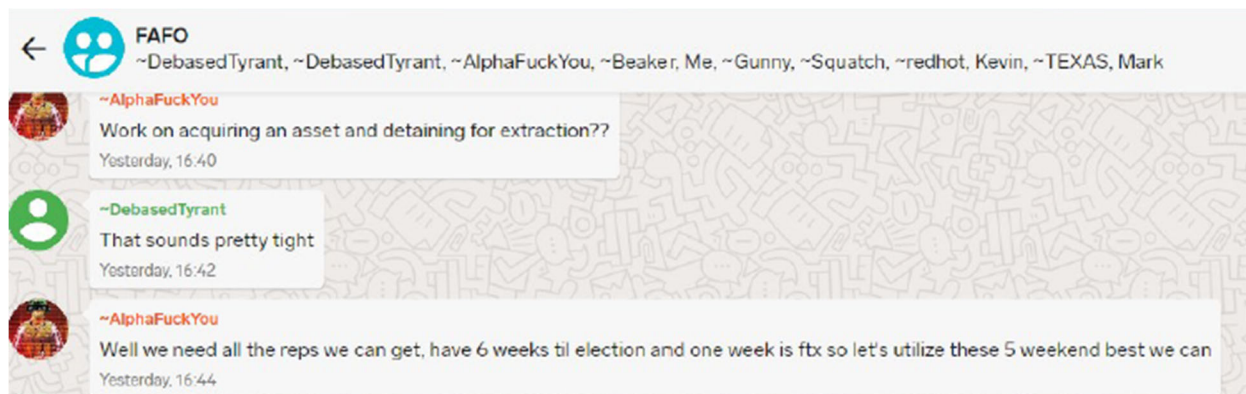 FAFO
~DebasedTyrant, ~DebasedTyrant, ~AlphaFuckYou, ~Beaker, Me, ~Gunny, ~Squatch, ~redhot, Kevin, ~TEXAS, Mark
~AlphaFuckYou
Work on acquiring an asset and detaining for extraction??
Yesterday, 16:40
~DebasedTyrant
That sounds pretty tight
Yesterday, 16:42
~AlphaFuckYou
Well we need all the reps we can get, have 6 weeks til election and one week is ftx so let's utilize these 5 weekend best we can
Yesterday, 16:44